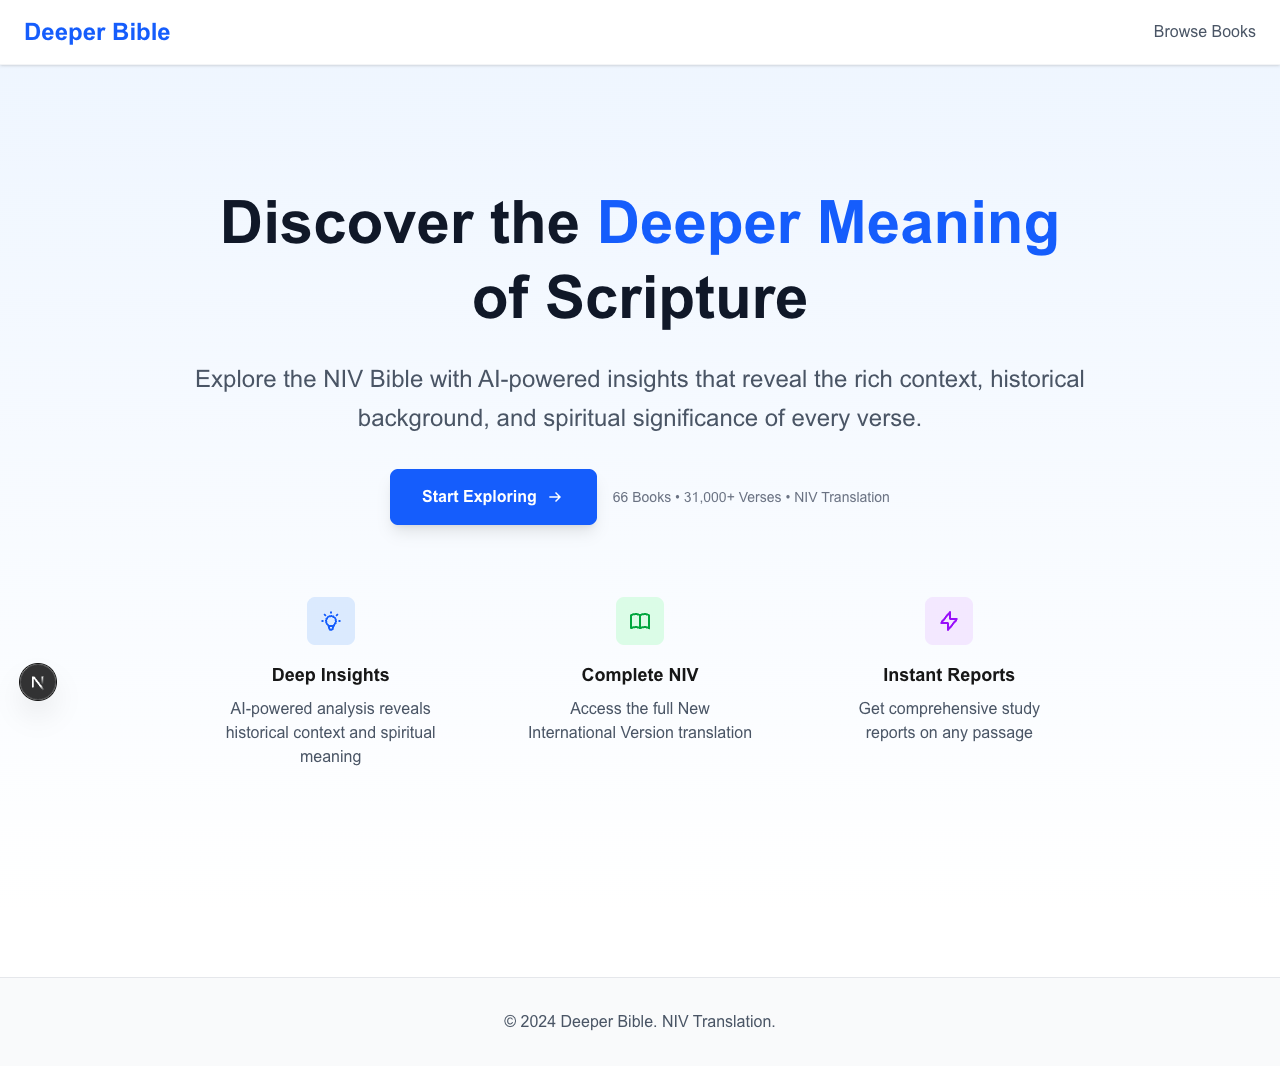 Deeper Bible
Browse Books
Discover the Deeper Meaning
of Scripture
Explore the NIV Bible with AI-powered insights that reveal the rich context, historical
background, and spiritual significance of every verse.
Start Exploring →
66 Books • 31,000+ Verses • NIV Translation
Deep Insights
AI-powered analysis reveals
historical context and spiritual
meaning
Complete NIV
Access the full New
International Version translation
Instant Reports
Get comprehensive study
reports on any passage
N
© 2024 Deeper Bible. NIV Translation.